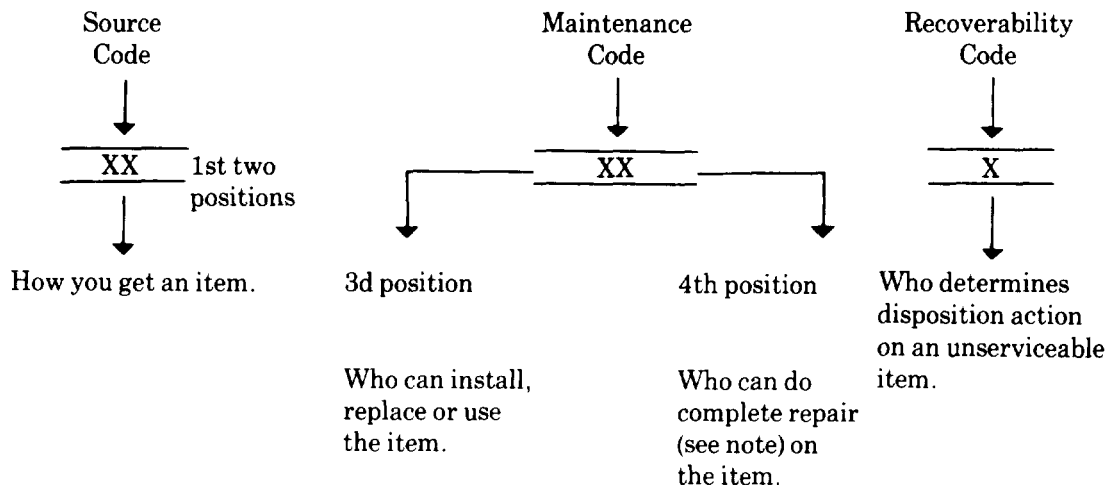 Source
Code
Maintenance
Code
Recoverability
Code
XX
1st two
positions
XX
X
How you get an item.
3d position
4th position
Who determines
disposition action
on an unserviceable
item.
Who can install,
replace or use
the item.
Who can do
complete repair
(see note) on
the item.